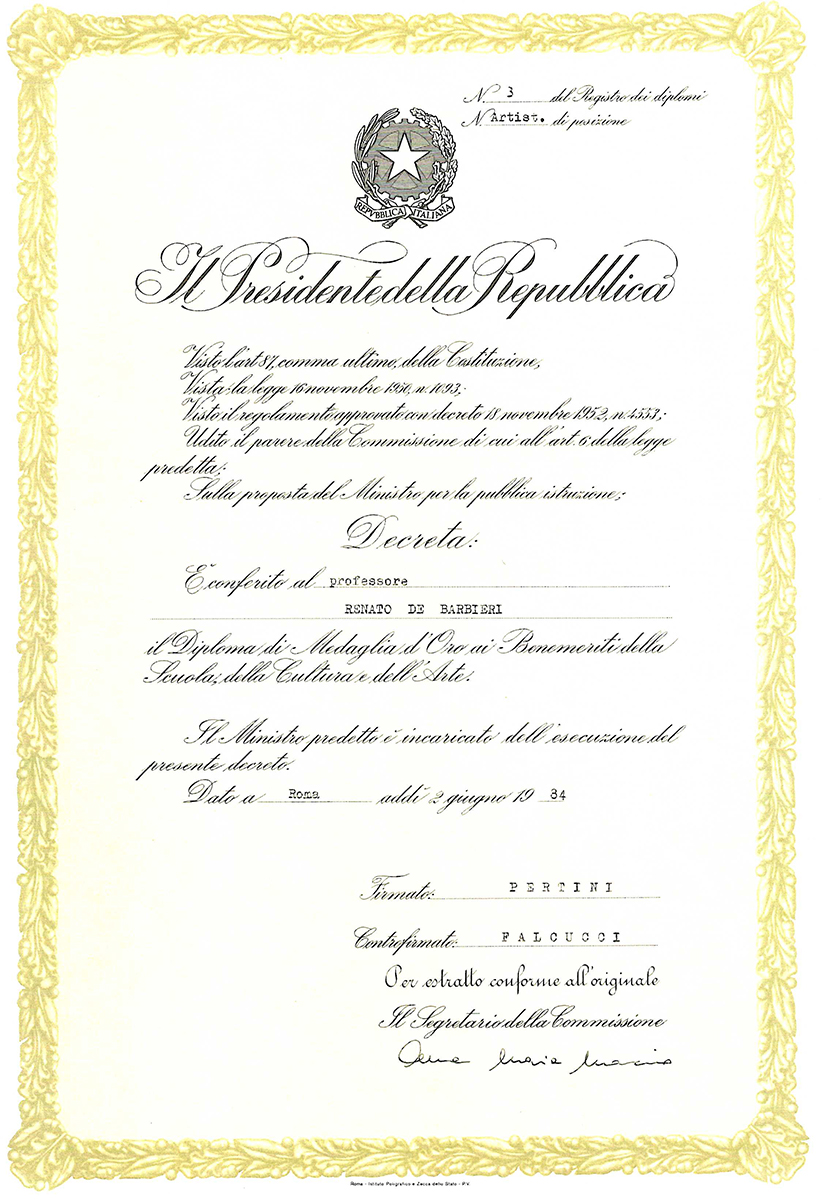 N. 3 del Registro dei diplomi
N. Artist. di posizione
REPVBBLICA ITALIANA
Il Presidente della Repubblica
Visto l'art 87, comma ultimo, della Costituzione;
Vista la legge 16 novembre 1950, n. 1093;
Visto il regolamento approvato con decreto 18 novembre 1952, n. 4553;
Udito il parere della Commissione di cui all'art. 6 della legge
predetta;
Sulla proposta del Ministro per la pubblica istruzione;
Decreta:
È conferito al professore
RENATO DE BARBIERI
il Diploma di Medaglia d'Oro ai Benemeriti della
Scuola, della Cultura e dell'Arte.
Il Ministro predetto è incaricato dell'esecuzione del
presente decreto.
Dato a Roma addì 2 giugno 19 84
Firmato: PERTINI
Controfirmato: FALCUCCI
Per estratto conforme all'originale
Il Segretario della Commissione
Maria
Roma - Istituto Poligrafico e Zecca dello Stato - P.V.